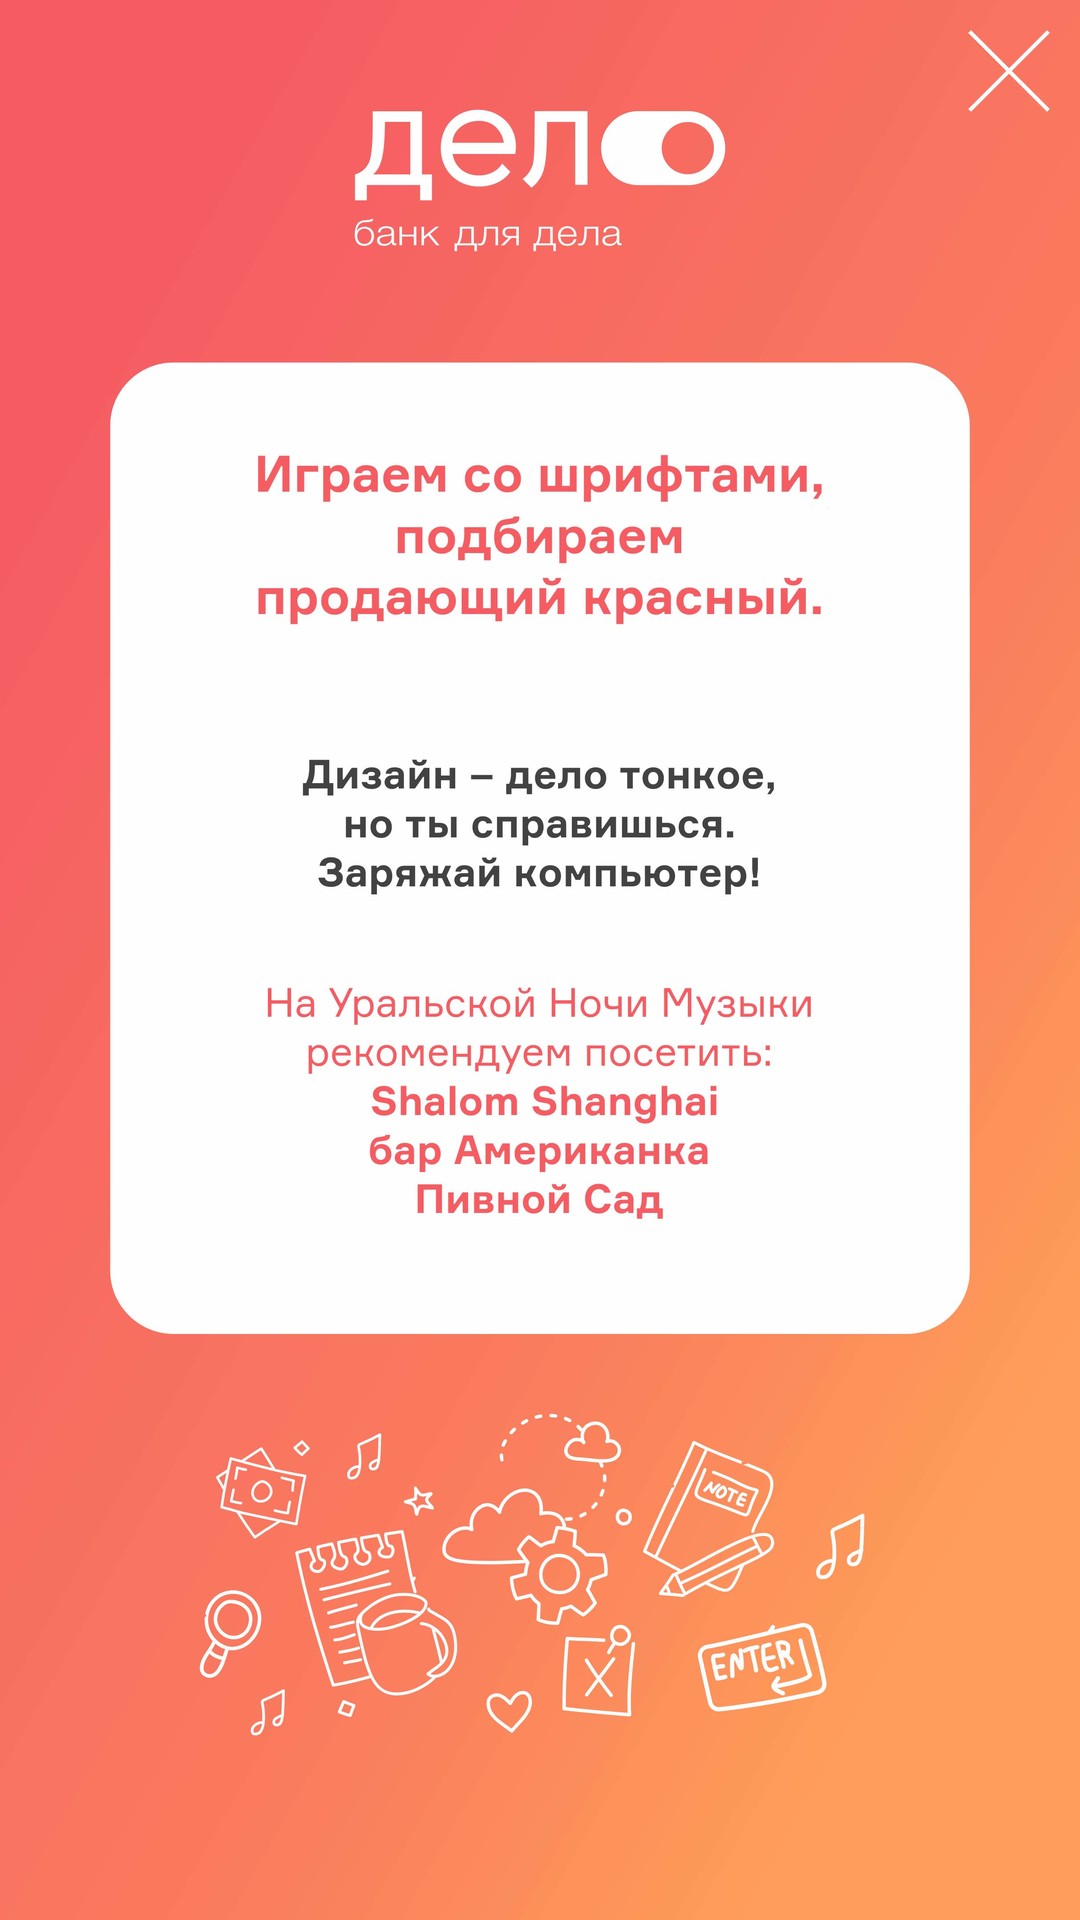 дело
банк для дела
Играем со шрифтами,
подбираем
продающий красный.
Дизайн – дело тонкое,
но ты справишься.
Заряжай компьютер!
На Уральской Ночи Музыки
рекомендуем посетить:
Shalom Shanghai
бар Американка
Пивной Сад
NOTE
X
ENTER